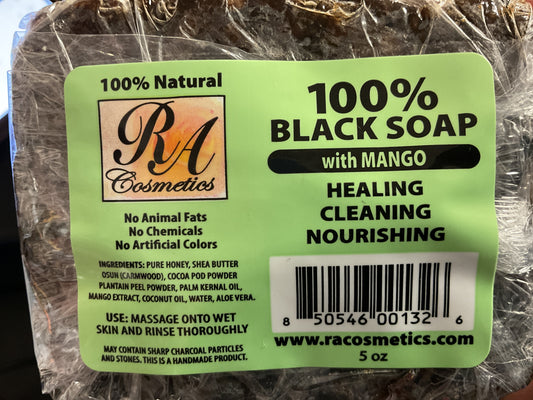 100% Natural
RA
Cosmetics
No Animal Fats
No Chemicals
No Artificial Colors
INGREDIENTS: PURE HONEY, SHEA BUTTER
OSUN (CARMWOOD), COCOA POD POWDER
PLANTAIN PEEL POWDER, PALM KERNAL OIL,
MANGO EXTRACT, COCONUT OIL, WATER, ALOE VERA.
USE: MASSAGE ONTO WET
SKIN AND RINSE THOROUGHLY
MAY CONTAIN SHARP CHARCOAL PARTICLES
AND STONES. THIS IS A HANDMADE PRODUCT.
100%
BLACK SOAP
with MANGO
HEALING
CLEANING
NOURISHING
8 50546 00132 6
www.racosmetics.com
5 oz